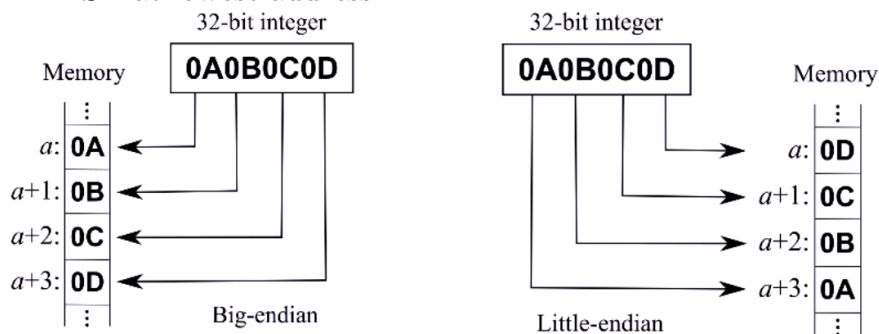 32-bit integer
0A0B0C0D
Memory
⋮
a: 0A
a+1: 0B
a+2: 0C
a+3: 0D
⋮
Big-endian
32-bit integer
0A0B0C0D
Memory
⋮
a: 0D
a+1: 0C
a+2: 0B
a+3: 0A
⋮
Little-endian